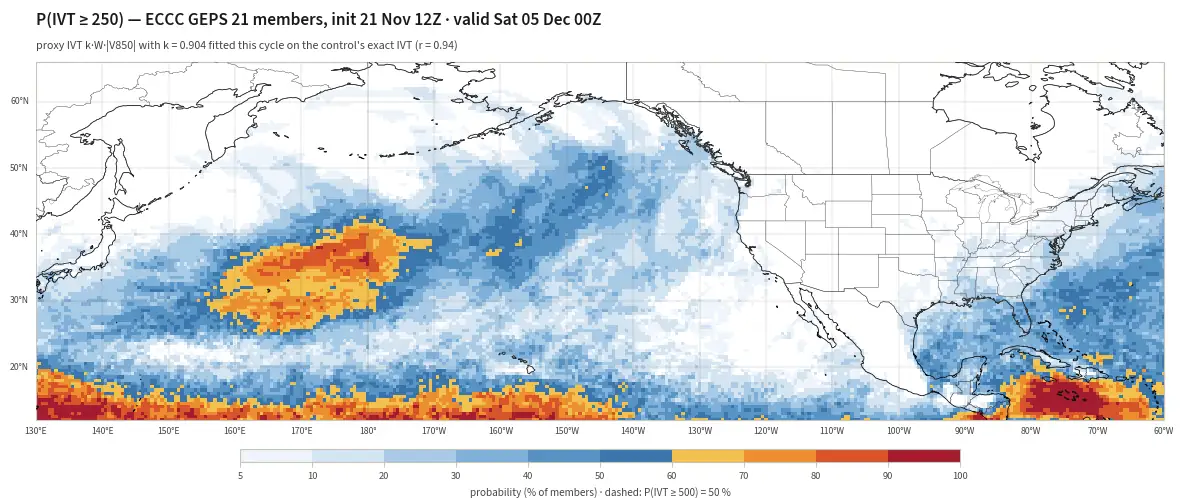 P(IVT ≥ 250) — ECCC GEPS 21 members, init 21 Nov 12Z · valid Sat 05 Dec 00Z
proxy IVT k·W·|V850| with k = 0.904 fitted this cycle on the control's exact IVT (r = 0.94)
60°N
50°N
40°N
30°N
20°N
130°E 140°E 150°E 160°E 170°E 180° 170°W 160°W 150°W 140°W 130°W 120°W 110°W 100°W 90°W 80°W 70°W 60°W
5 10 20 30 40 50 60 70 80 90 100
probability (% of members) · dashed: P(IVT ≥ 500) = 50 %